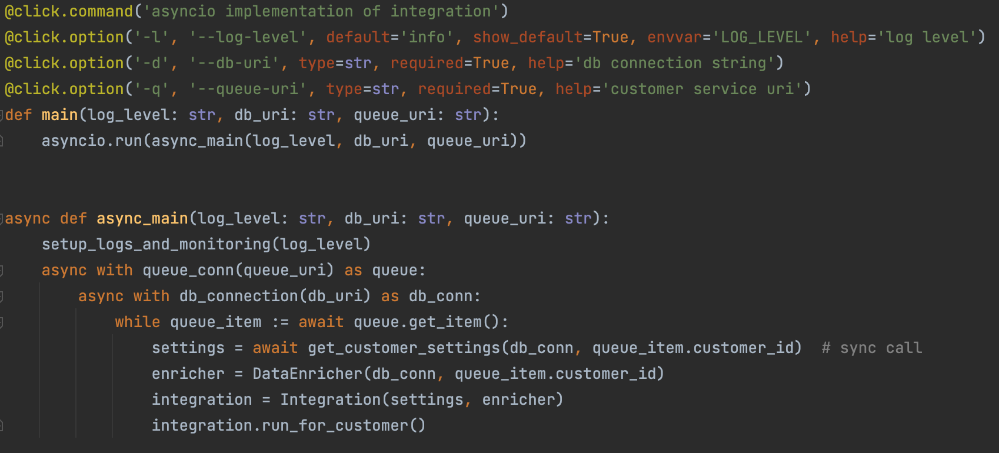 @click.command('asyncio implementation of integration')
@click.option('-l', '--log-level', default='info', show_default=True, envvar='LOG_LEVEL', help='log level')
@click.option('-d', '--db-uri', type=str, required=True, help='db connection string')
@click.option('-q', '--queue-uri', type=str, required=True, help='customer service uri')
def main(log_level: str, db_uri: str, queue_uri: str):
    asyncio.run(async_main(log_level, db_uri, queue_uri))


async def async_main(log_level: str, db_uri: str, queue_uri: str):
    setup_logs_and_monitoring(log_level)
    async with queue_conn(queue_uri) as queue:
        async with db_connection(db_uri) as db_conn:
            while queue_item := await queue.get_item():
                settings = await get_customer_settings(db_conn, queue_item.customer_id)  # sync call
                enricher = DataEnricher(db_conn, queue_item.customer_id)
                integration = Integration(settings, enricher)
                integration.run_for_customer()